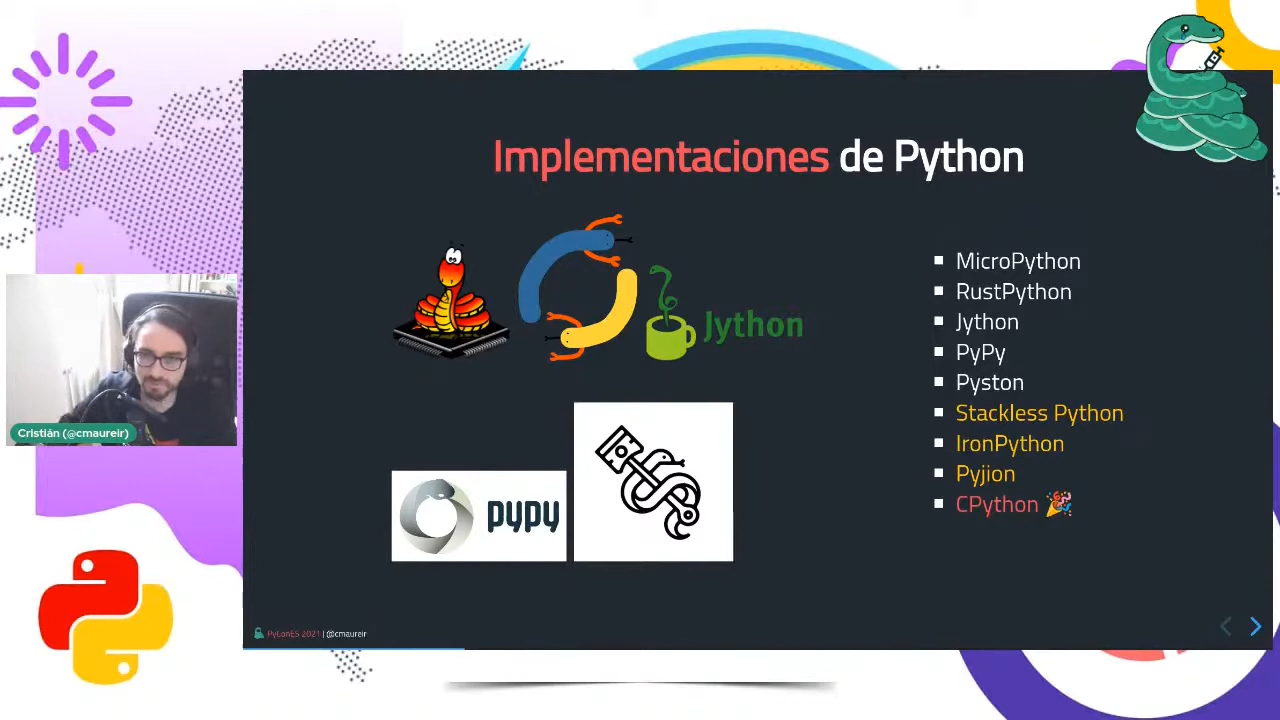 Implementaciones de Python
Jython
pypy
MicroPython
RustPython
Jython
PyPy
Pyston
Stackless Python
IronPython
Pyjion
CPython 🎉
Cristián (@cmaureir)
PyConES 2021 | @cmaureir